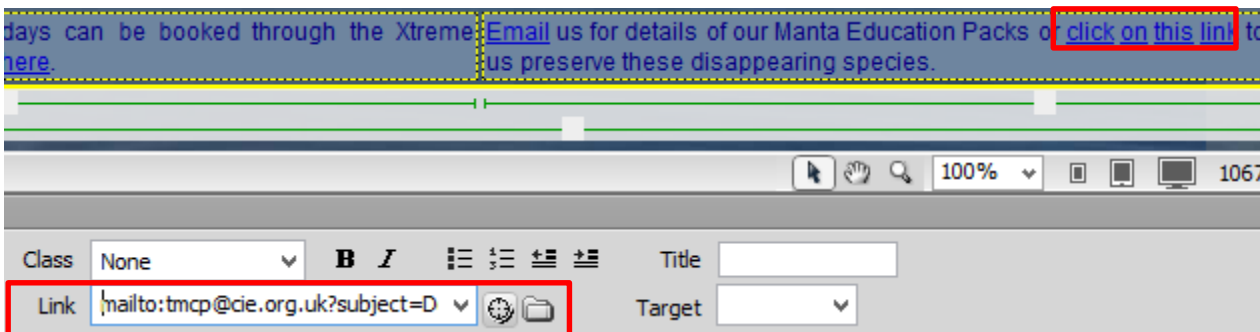 days can be booked through the Xtreme
here.
Email us for details of our Manta Education Packs or click on this link to
us preserve these disappearing species.
100%
1067
Class None B I Title
Link mailto:tmcp@cie.org.uk?subject=D Target